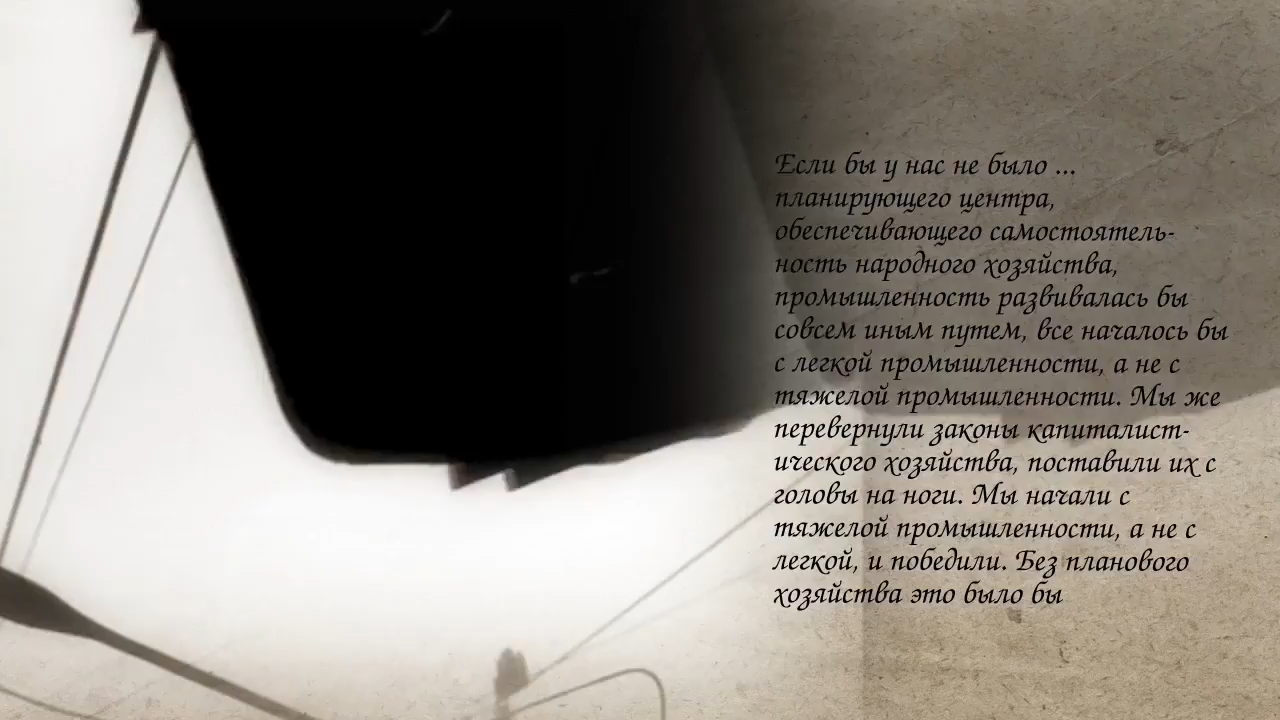 Если бы у нас не было ...
планирующего центра,
обеспечивающего самостоятель-
ность народного хозяйства,
промышленность развивалась бы
совсем иным путем, все началось бы
с легкой промышленности, а не с
тяжелой промышленности. Мы же
перевернули законы капиталист-
ического хозяйства, поставили их с
головы на ноги. Мы начали с
тяжелой промышленности, а не с
легкой, и победили. Без планового
хозяйства это было бы